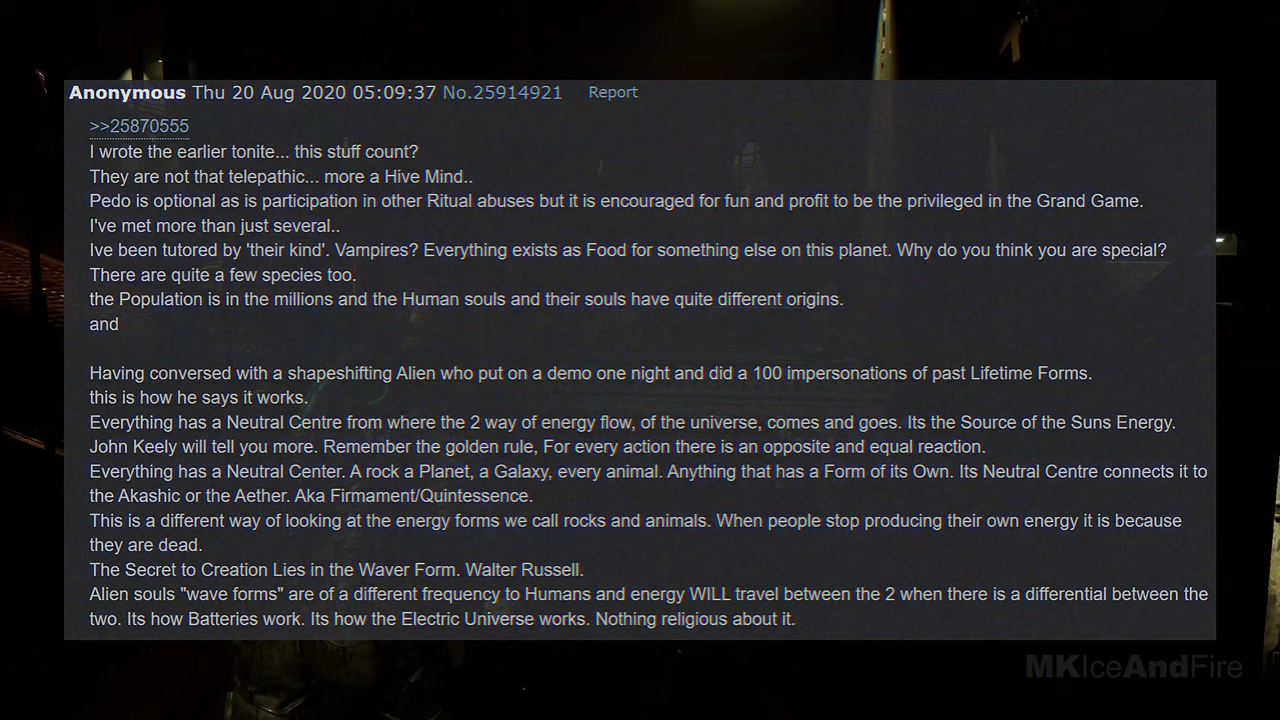 Anonymous Thu 20 Aug 2020 05:09:37 No.25914921 Report
>>25870555
I wrote the earlier tonite... this stuff count?
They are not that telepathic... more a Hive Mind..
Pedo is optional as is participation in other Ritual abuses but it is encouraged for fun and profit to be the privileged in the Grand Game.
I've met more than just several..
Ive been tutored by 'their kind'. Vampires? Everything exists as Food for something else on this planet. Why do you think you are special?
There are quite a few species too.
the Population is in the millions and the Human souls and their souls have quite different origins.
and
Having conversed with a shapeshifting Alien who put on a demo one night and did a 100 impersonations of past Lifetime Forms.
this is how he says it works.
Everything has a Neutral Centre from where the 2 way of energy flow, of the universe, comes and goes. Its the Source of the Suns Energy.
John Keely will tell you more. Remember the golden rule, For every action there is an opposite and equal reaction.
Everything has a Neutral Center. A rock a Planet, a Galaxy, every animal. Anything that has a Form of its Own. Its Neutral Centre connects it to
the Akashic or the Aether. Aka Firmament/Quintessence.
This is a different way of looking at the energy forms we call rocks and animals. When people stop producing their own energy it is because
they are dead.
The Secret to Creation Lies in the Waver Form. Walter Russell.
Alien souls "wave forms" are of a different frequency to Humans and energy WILL travel between the 2 when there is a differential between the
two. Its how Batteries work. Its how the Electric Universe works. Nothing religious about it.
MKIceAndFire